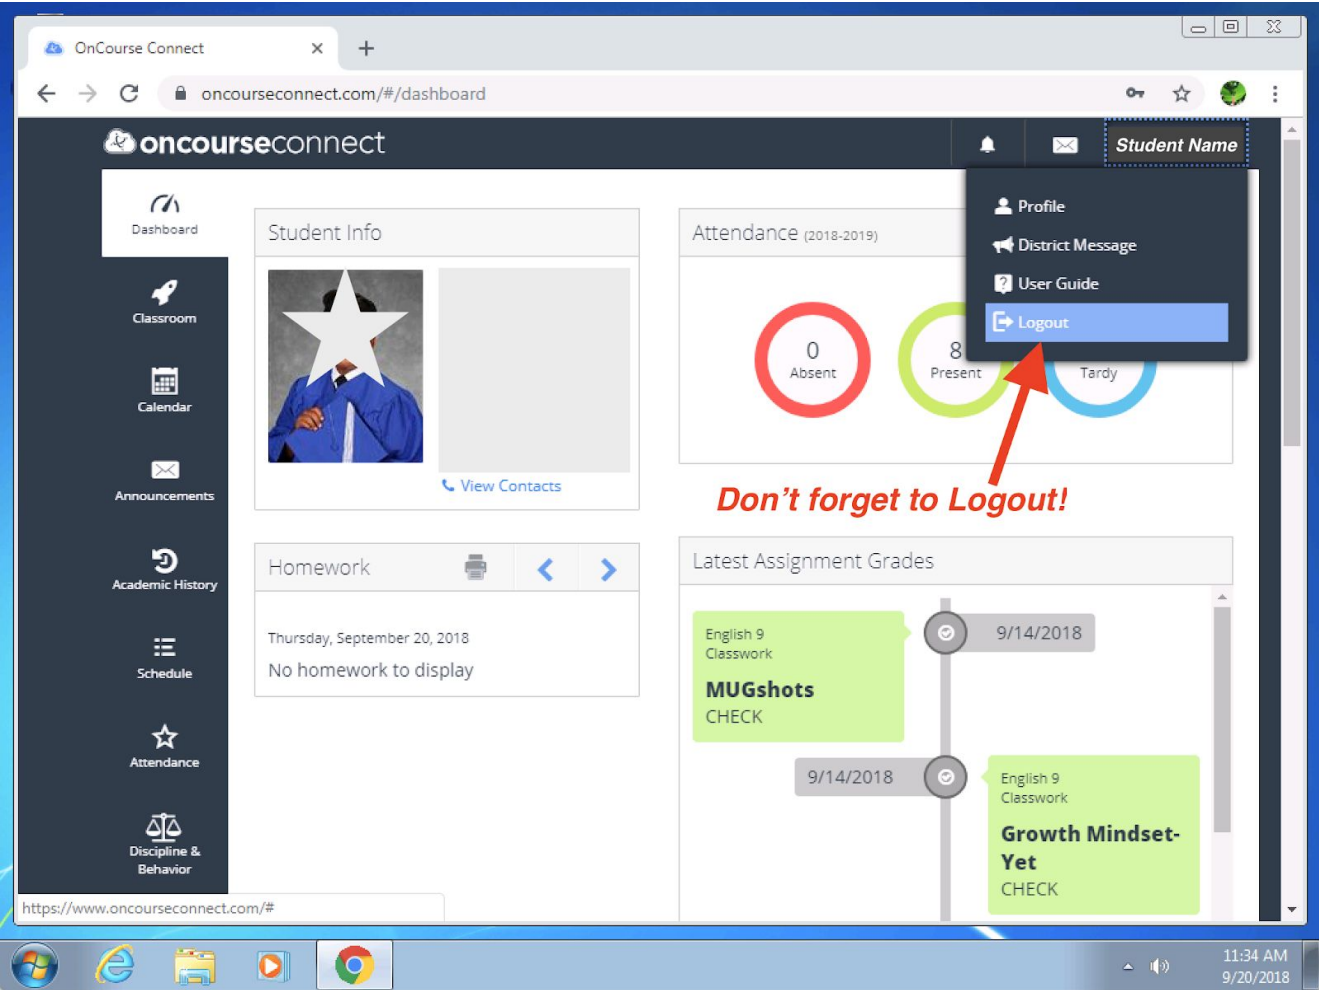 OnCourse Connect
oncourseconnect.com/#/dashboard
oncourseconnect
Student Name
Profile
District Message
User Guide
Logout
Dashboard
Classroom
Calendar
Announcements
Academic History
Schedule
Attendance
Discipline &
Behavior
Student Info
View Contacts
Attendance (2018-2019)
0
Absent
8
Present
Tardy
Don't forget to Logout!
Homework
Thursday, September 20, 2018
No homework to display
Latest Assignment Grades
English 9
Classwork
MUGshots
CHECK
9/14/2018
9/14/2018
English 9
Classwork
Growth Mindset-
Yet
CHECK
https://www.oncourseconnect.com/#
11:34 AM
9/20/2018